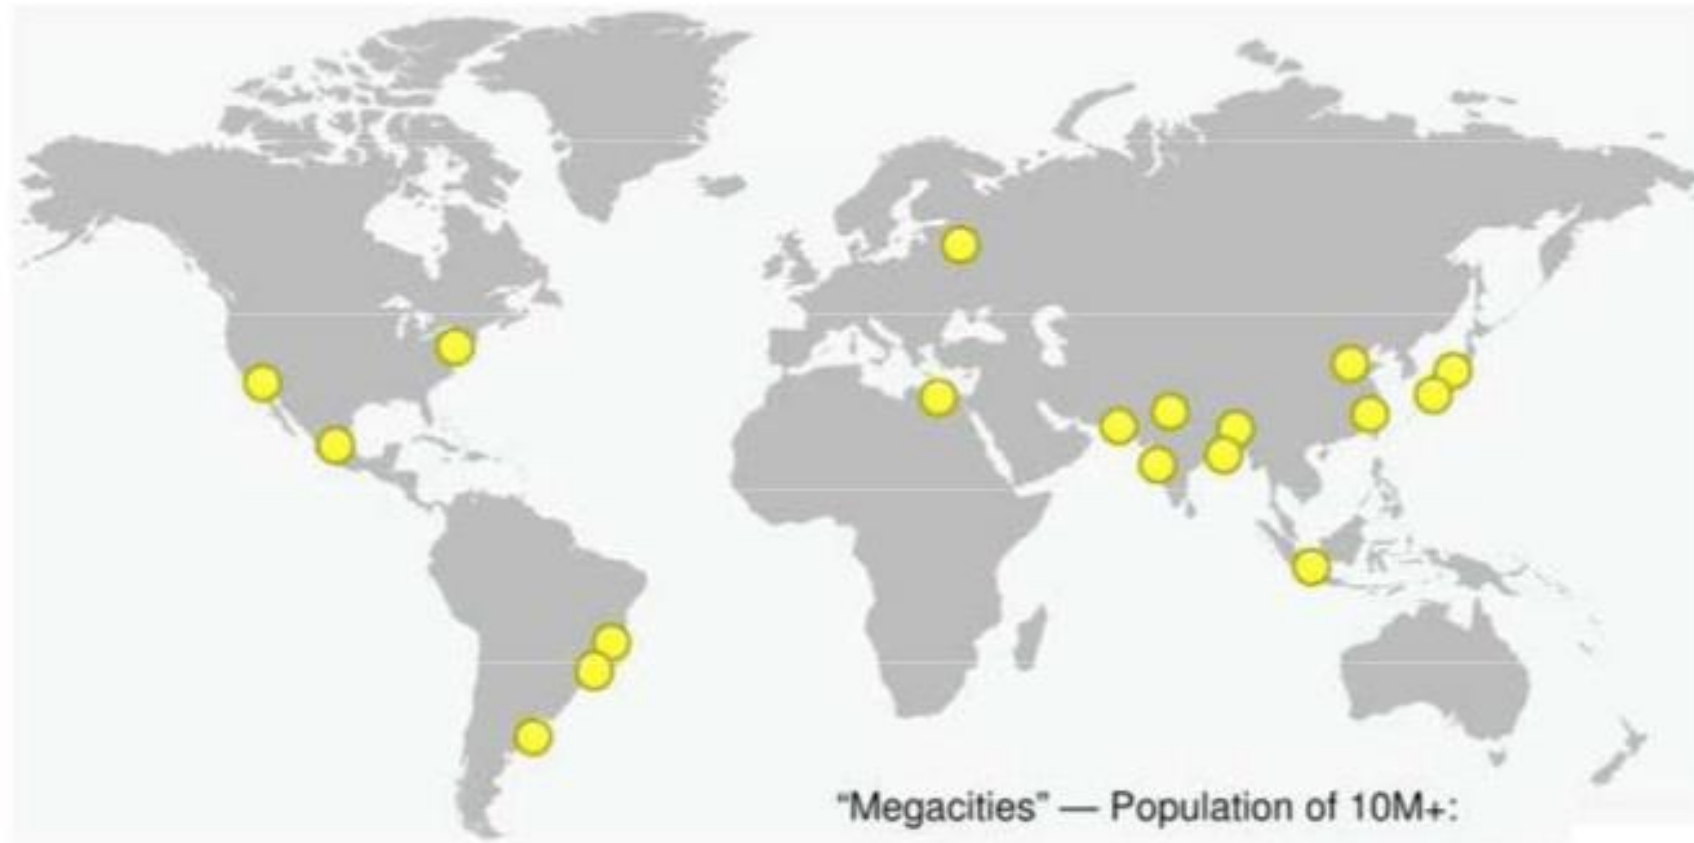 “Megacities” — Population of 10M+: